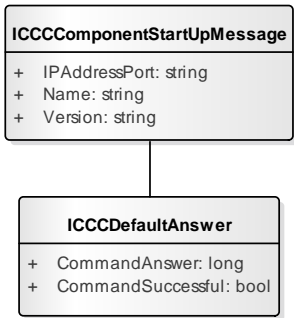 ICCCComponentStartUpMessage
+ IPAddressPort: string
+ Name: string
+ Version: string
ICCCDefaultAnswer
+ CommandAnswer: long
+ CommandSuccessful: bool